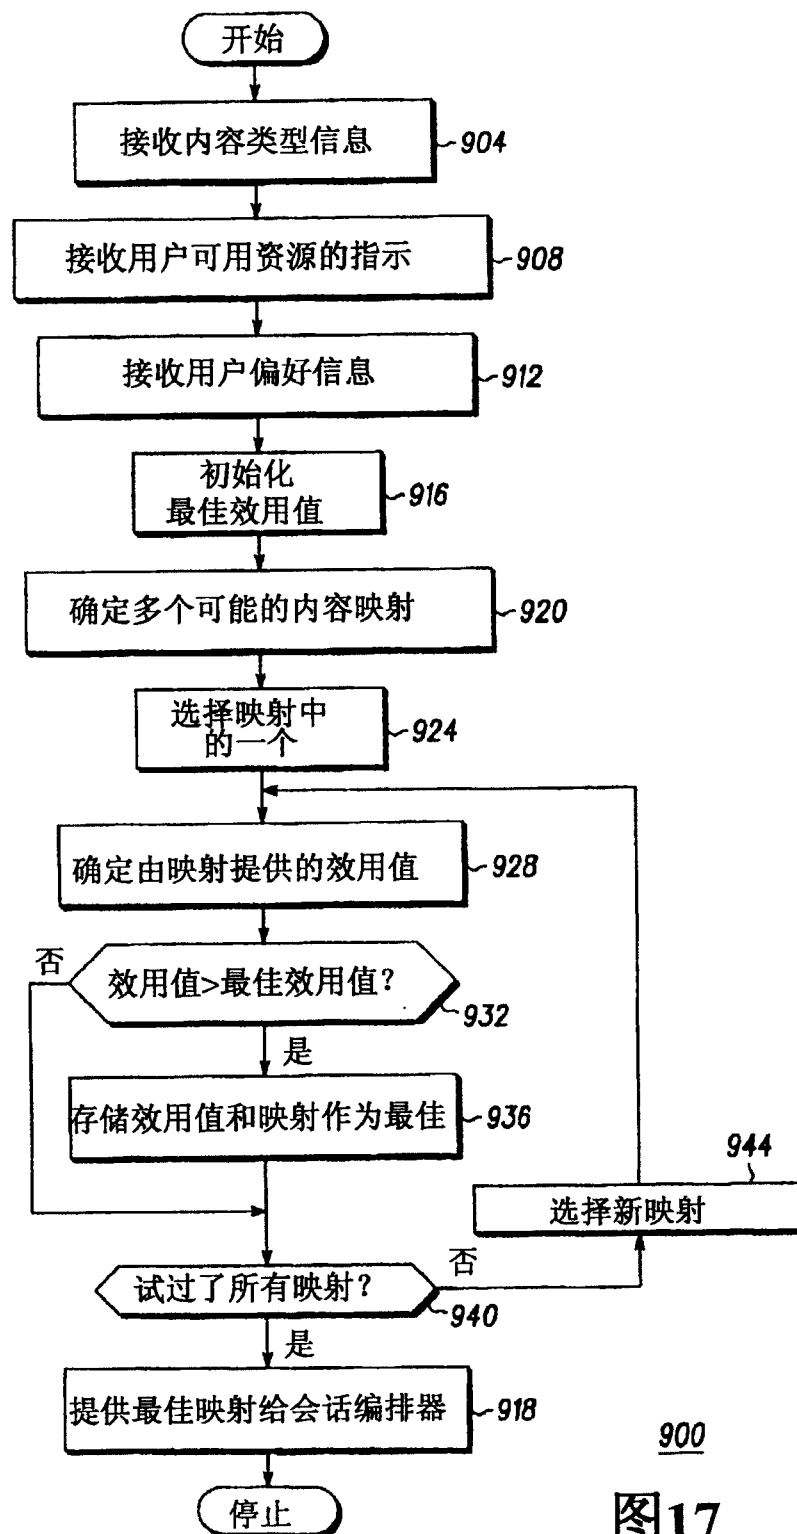 开始
接收内容类型信息
904
接收用户可用资源的指示
908
接收用户偏好信息
912
初始化
最佳效用值
916
确定多个可能的内容映射
920
选择映射中
的一个
924
确定由映射提供的效用值
928
否
效用值>最佳效用值?
932
是
存储效用值和映射作为最佳
936
944
选择新映射
试过了所有映射?
否
940
是
提供最佳映射给会话编排器
918
900
停止
图17